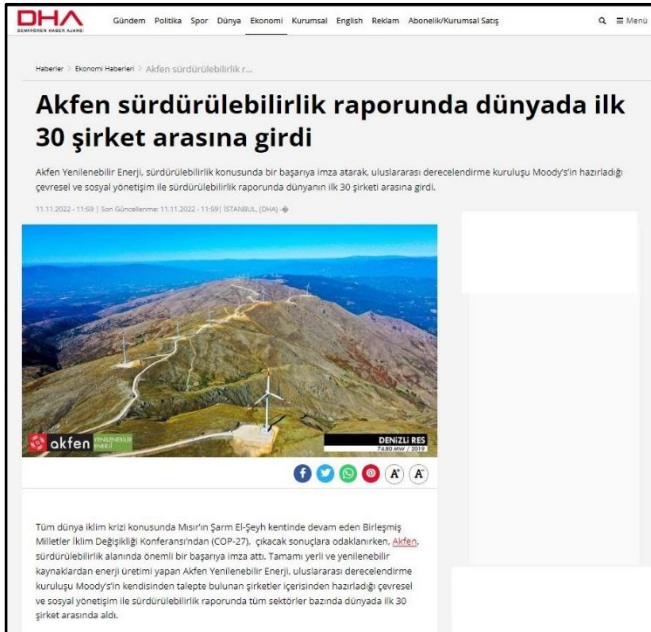 DHA
DEMİRÖREN HABER AJANSI
Gündem Politika Spor Dünya Ekonomi Kurumsal English Reklam Abonelik/Kurumsal Satış
Menü
Haberler > Ekonomi Haberleri > Akfen sürdürülebilirlik r...
Akfen sürdürülebilirlik raporunda dünyada ilk
30 şirket arasına girdi
Akfen Yenilenebilir Enerji, sürdürülebilirlik konusunda bir başarıya imza atarak, uluslararası derecelendirme kuruluşu Moody's'in hazırladığı
çevresel ve sosyal yönetişim ile sürdürülebilirlik raporunda dünyanın ilk 30 şirketi arasına girdi.
11.11.2022 - 11:59 | Son Güncellenme: 11.11.2022 - 11:59| İSTANBUL, (DHA) -�
akfen YENİLENEBİLİR
ENERJİ
DENİZLİ RES
74.80 MW / 2019
A+ A-
Tüm dünya iklim krizi konusunda Mısır'ın Şarm El-Şeyh kentinde devam eden Birleşmiş
Milletler İklim Değişikliği Konferansı'ndan (COP-27), çıkacak sonuçlara odaklanırken, Akfen,
sürdürülebilirlik alanında önemli bir başarıya imza attı. Tamamı yerli ve yenilenebilir
kaynaklardan enerji üretimi yapan Akfen Yenilenebilir Enerji, uluslararası derecelendirme
kuruluşu Moody's'in kendisinden talepte bulunan şirketler içerisinden hazırladığı çevresel
ve sosyal yönetişim ile sürdürülebilirlik raporunda tüm sektörler bazında dünyada ilk 30
şirket arasında aldı.